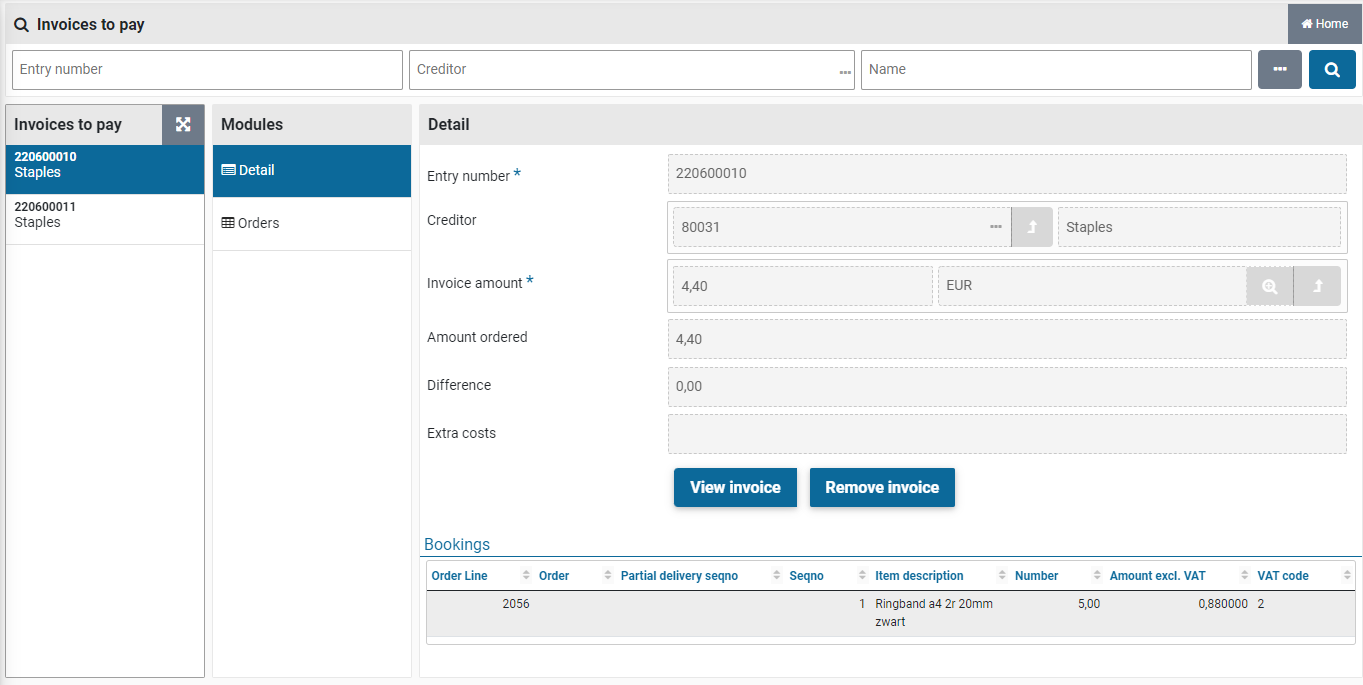 Invoices to pay
Home
Entry number
Creditor
Name
Invoices to pay
220600010
Staples
220600011
Staples
Modules
Detail
Orders
Detail
Entry number *
220600010
Creditor
80031
Staples
Invoice amount *
4,40
EUR
Amount ordered
4,40
Difference
0,00
Extra costs
View invoice
Remove invoice
Bookings
Order Line Order Partial delivery seqno Seqno Item description Number Amount excl. VAT VAT code
2056 1 Ringband a4 2r 20mm 5,00 0,880000 2
zwart